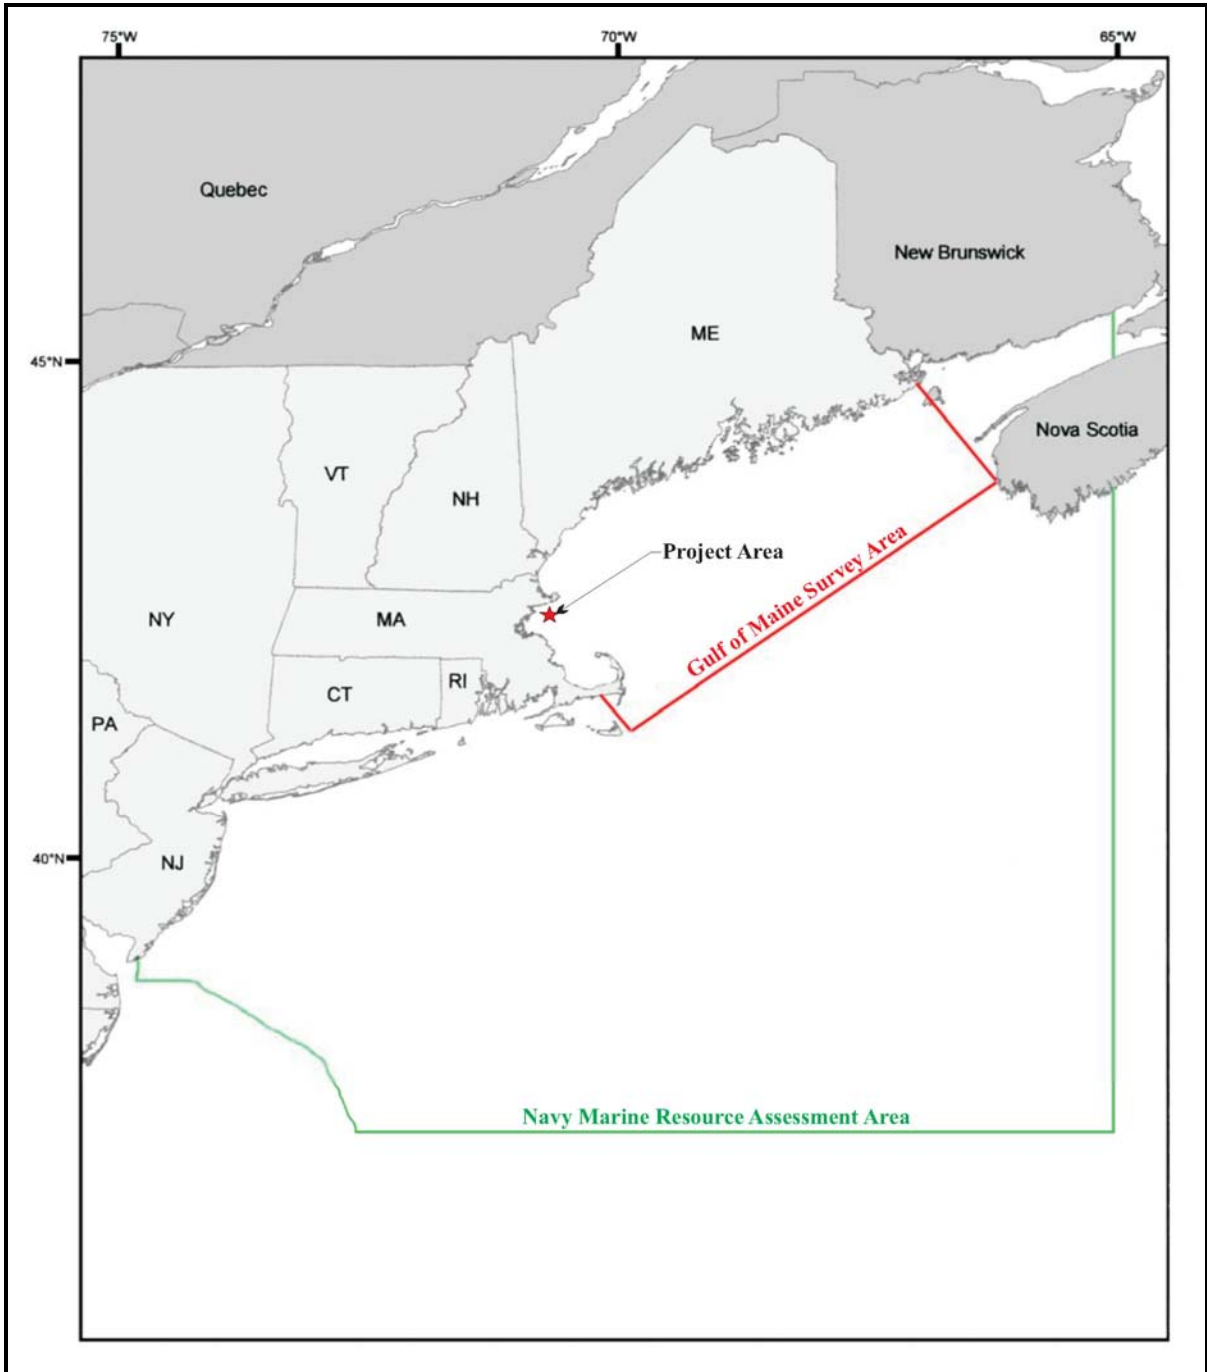 75°W
70°W
65°W
Quebec
New Brunswick
ME
45°N
Nova Scotia
VT
NH
Project Area
Gulf of Maine Survey Area
NY
MA
RI
CT
PA
40°N
NJ
Navy Marine Resource Assessment Area